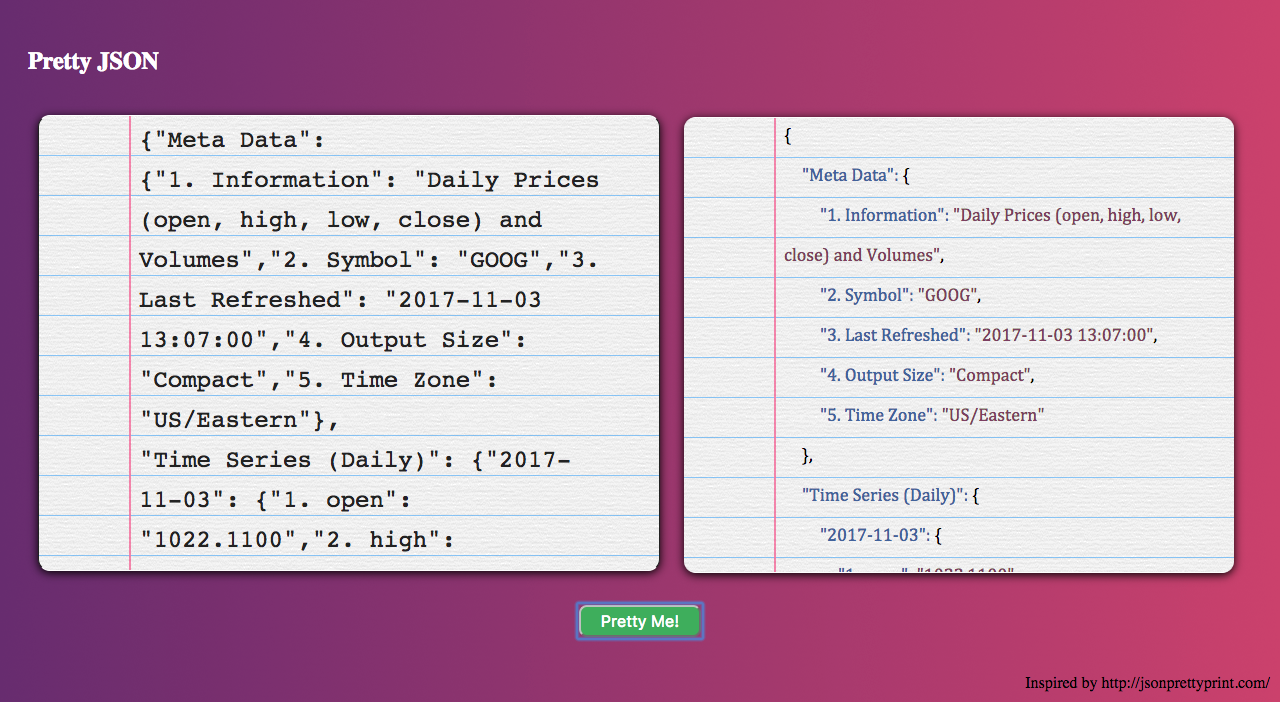 Pretty JSON
{"Meta Data":
{"1. Information": "Daily Prices
(open, high, low, close) and
Volumes","2. Symbol": "GOOG","3.
Last Refreshed": "2017-11-03
13:07:00","4. Output Size":
"Compact","5. Time Zone":
"US/Eastern"},
"Time Series (Daily)": {"2017-
11-03": {"1. open":
"1022.1100","2. high":
{
"Meta Data": {
"1. Information": "Daily Prices (open, high, low,
close) and Volumes",
"2. Symbol": "GOOG",
"3. Last Refreshed": "2017-11-03 13:07:00",
"4. Output Size": "Compact",
"5. Time Zone": "US/Eastern"
},
"Time Series (Daily)": {
"2017-11-03": {
Pretty Me!
Inspired by http://jsonprettyprint.com/